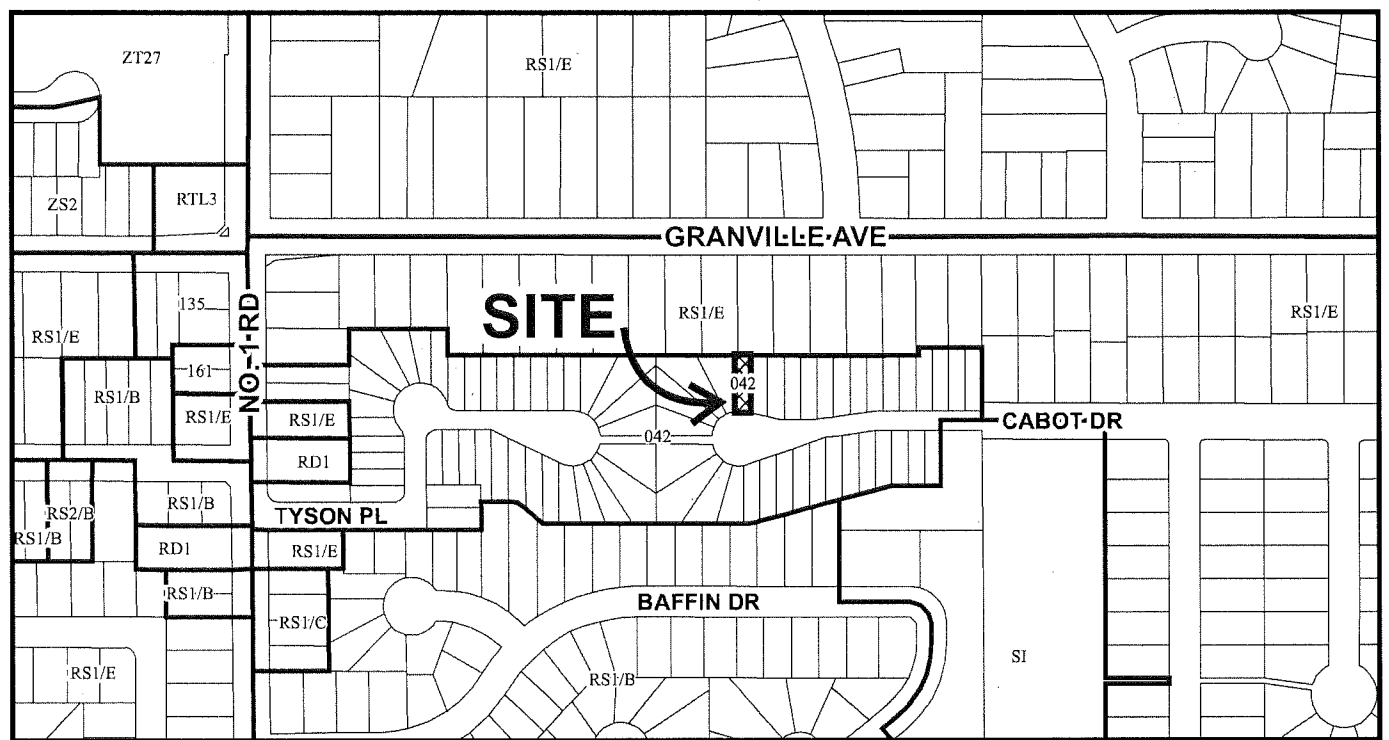 ZT27
RS1/E
ZS2
RTL3
GRANVILLE AVE
135
NO. 1 RD
SITE
RS1/E
RS1/E
RS1/E
161
042
RS1/B
RS1/E
RS1/E
042
CABOT DR
RD1
RS2/B
RS1/B
TYSON PL
RS1/B
RD1
RS1/E
RS1/B
BAFFIN DR
RS1/C
RS1/E
RS1/B
SI